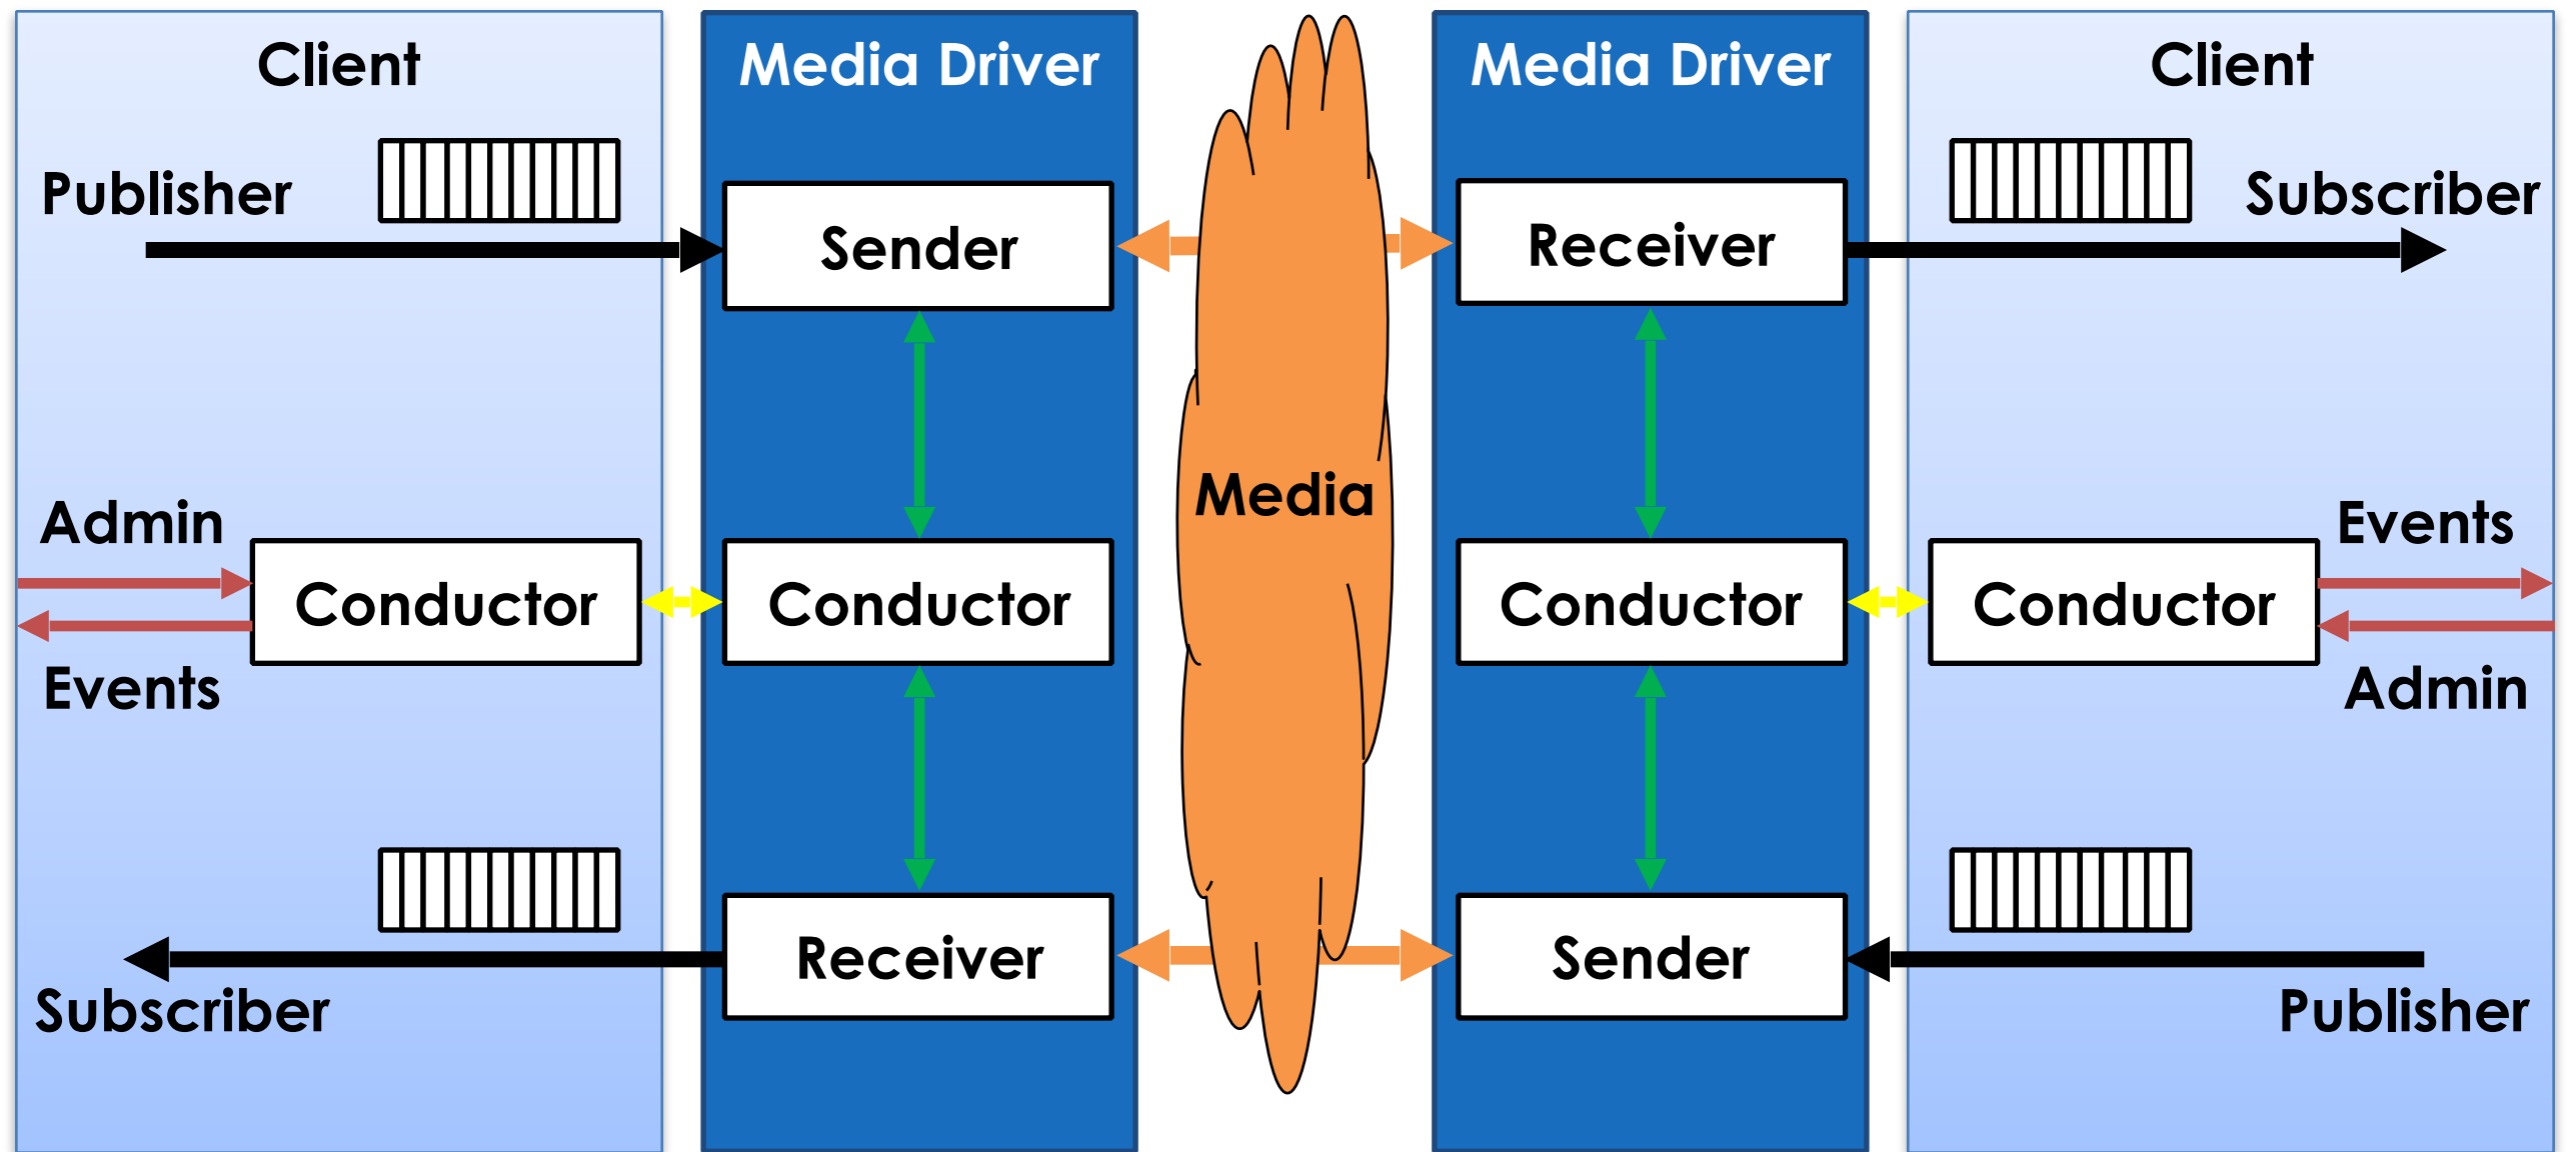 Client
Media Driver
Media Driver
Client
Publisher
Subscriber
Sender
Receiver
Media
Admin
Events
Conductor
Conductor
Conductor
Conductor
Events
Admin
Receiver
Sender
Subscriber
Publisher